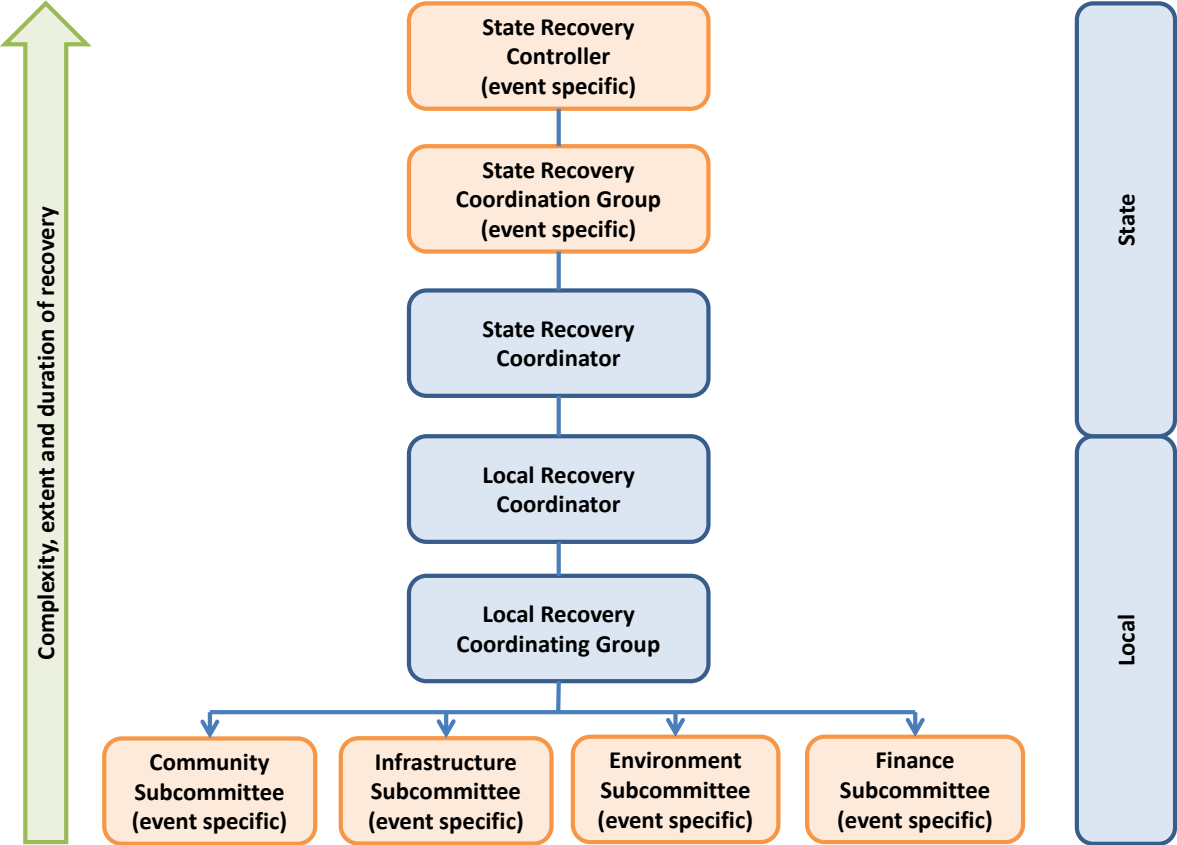 State Recovery
Controller
(event specific)
State Recovery
Coordination Group
(event specific)
State Recovery
Coordinator
Local Recovery
Coordinator
Local Recovery
Coordinating Group
Community
Subcommittee
(event specific)
Infrastructure
Subcommittee
(event specific)
Environment
Subcommittee
(event specific)
Finance
Subcommittee
(event specific)
Complexity, extent and duration of recovery
State
Local